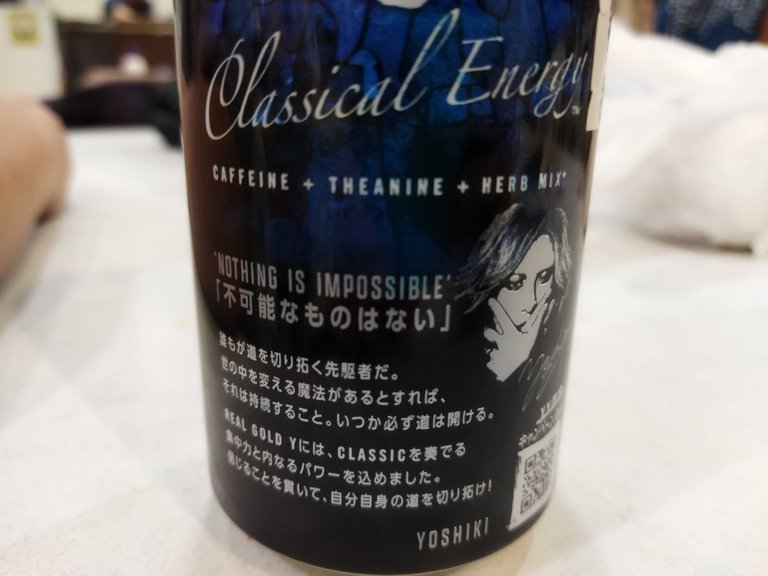 Classical Energy™
CAFFEINE + THEANINE + HERB MIX*
'NOTHING IS IMPOSSIBLE'
「不可能なものはない」
誰もが道を切り拓く先駆者だ。
世の中を変える魔法があるとすれば、
それは持続すること。いつか必ず道は開ける。
REAL GOLD Yには、CLASSICを奏でる
集中力と内なるパワーを込めました。
信じることを貫いて、自分自身の道を切り拓け!
YOSHIKI